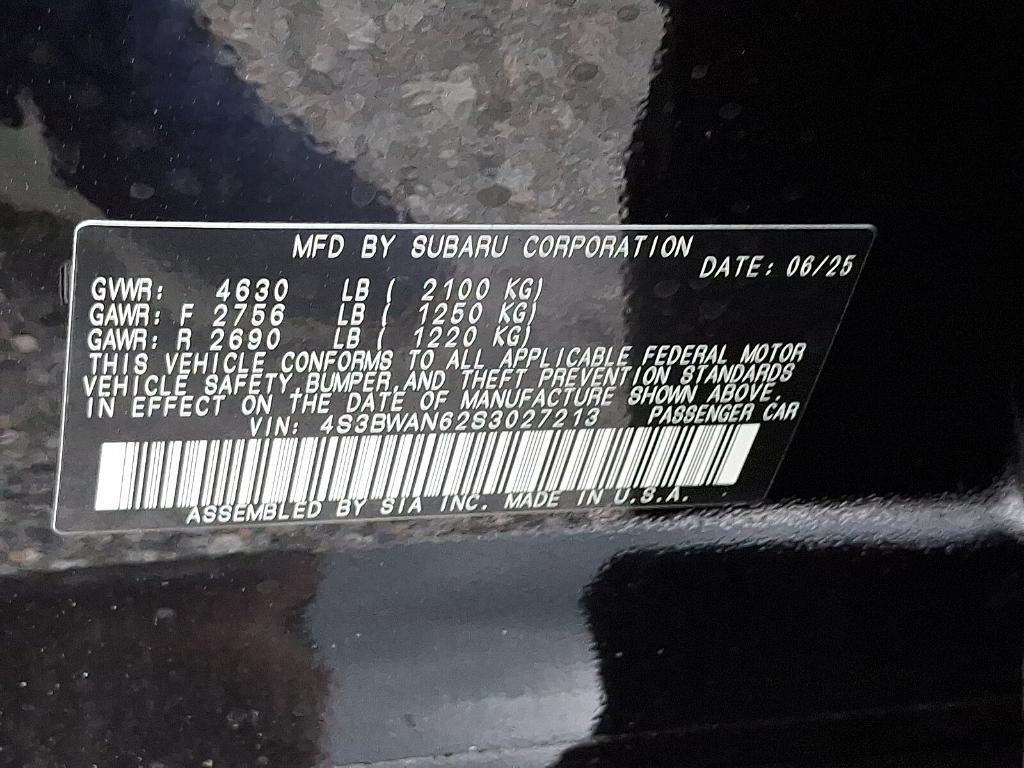 MFD BY SUBARU CORPORATION
DATE: 06/25
GVWR: 4630 LB ( 2100 KG)
GAWR: F 2756 LB ( 1250 KG)
GAWR: R 2690 LB ( 1220 KG)
THIS VEHICLE CONFORMS TO ALL APPLICABLE FEDERAL MOTOR
VEHICLE SAFETY,BUMPER,AND THEFT PREVENTION STANDARDS
IN EFFECT ON THE DATE OF MANUFACTURE SHOWN ABOVE.
VIN: 4S3BWAN62S3027213 PASSENGER CAR
ASSEMBLED BY SIA INC. MADE IN U.S.A.